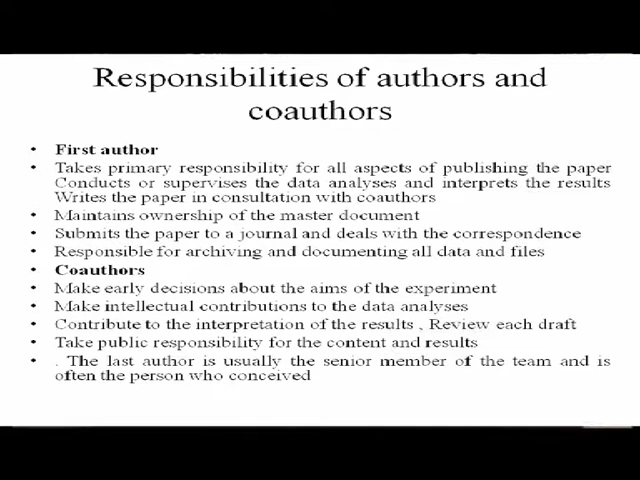 Responsibilities of authors and
coauthors
• First author
• Takes primary responsibility for all aspects of publishing the paper
Conducts or supervises the data analyses and interprets the results
Writes the paper in consultation with coauthors
• Maintains ownership of the master document
• Submits the paper to a journal and deals with the correspondence
• Responsible for archiving and documenting all data and files
• Coauthors
• Make early decisions about the aims of the experiment
• Make intellectual contributions to the data analyses
• Contribute to the interpretation of the results , Review each draft
• Take public responsibility for the content and results
• . The last author is usually the senior member of the team and is
often the person who conceived